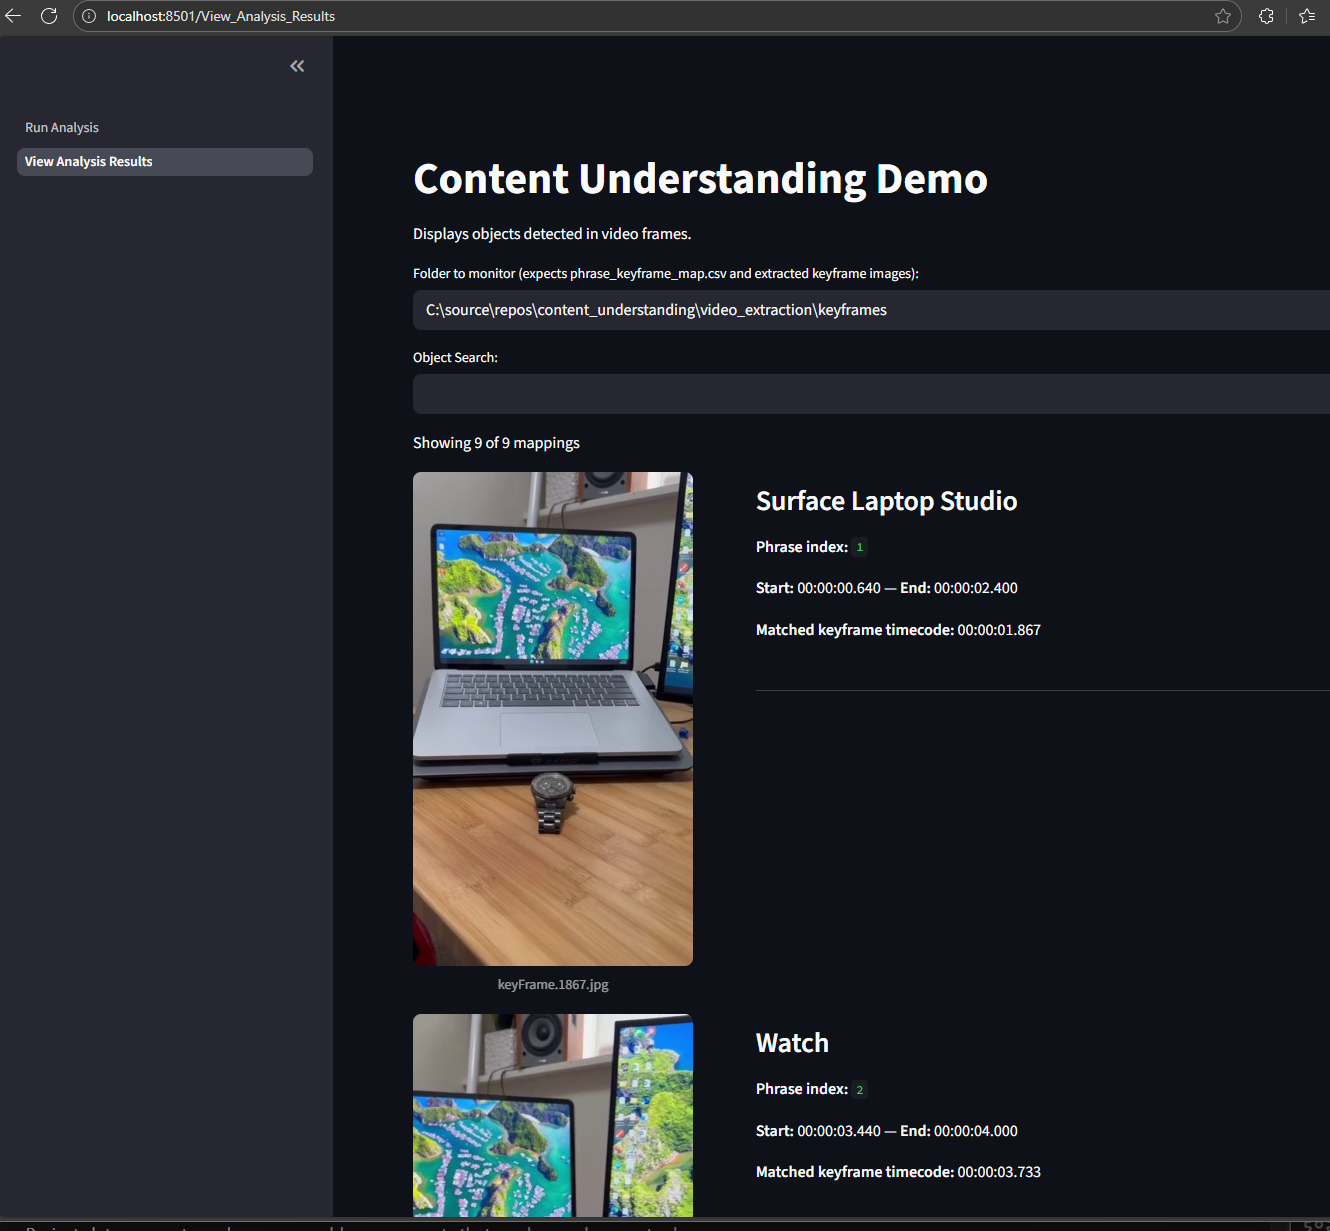 localhost:8501/View_Analysis_Results
Run Analysis
View Analysis Results
Content Understanding Demo
Displays objects detected in video frames.
Folder to monitor (expects phrase_keyframe_map.csv and extracted keyframe images):
C:\source\repos\content_understanding\video_extraction\keyframes
Object Search:
Showing 9 of 9 mappings
Surface Laptop Studio
Phrase index: 1
Start: 00:00:00.640 — End: 00:00:02.400
Matched keyframe timecode: 00:00:01.867
keyFrame.1867.jpg
Watch
Phrase index: 2
Start: 00:00:03.440 — End: 00:00:04.000
Matched keyframe timecode: 00:00:03.733